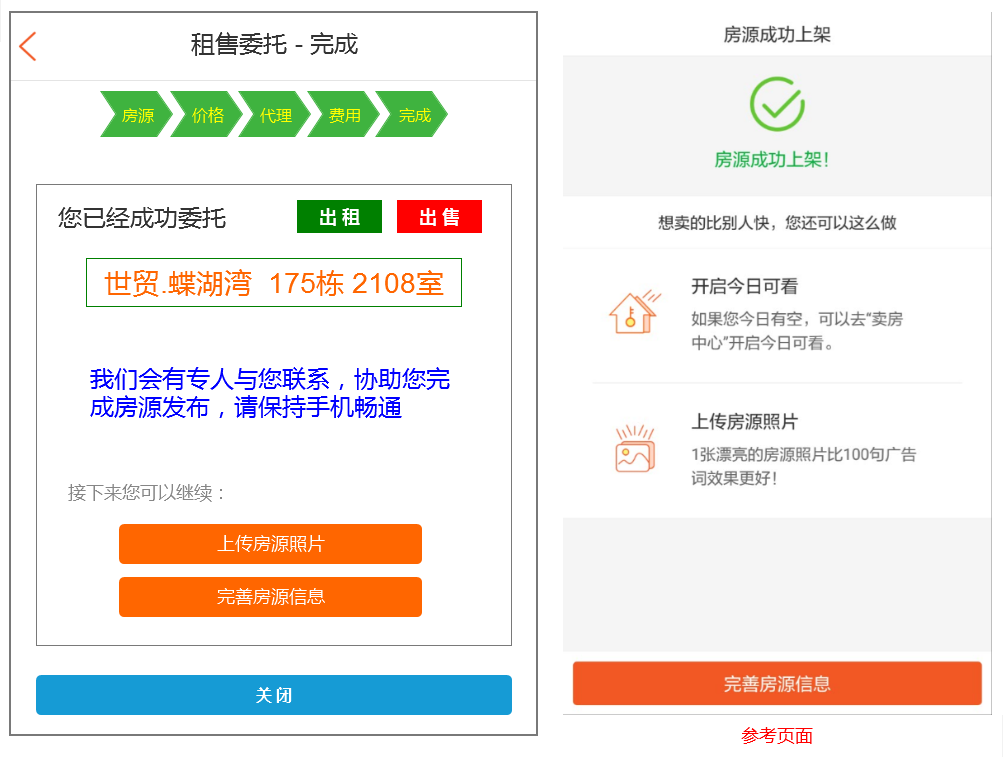 租售委托 - 完成
房源 价格 代理 费用 完成
您已经成功委托 出 租 出 售
世贸.蝶湖湾 175栋 2108室
我们会有专人与您联系，协助您完
成房源发布，请保持手机畅通
接下来您可以继续：
上传房源照片
完善房源信息
关 闭
房源成功上架
房源成功上架！
想卖的比别人快，您还可以这么做
开启今日可看
如果您今日有空，可以去“卖房
中心”开启今日可看。
上传房源照片
1张漂亮的房源照片比100句广告
词效果更好！
完善房源信息
参考页面